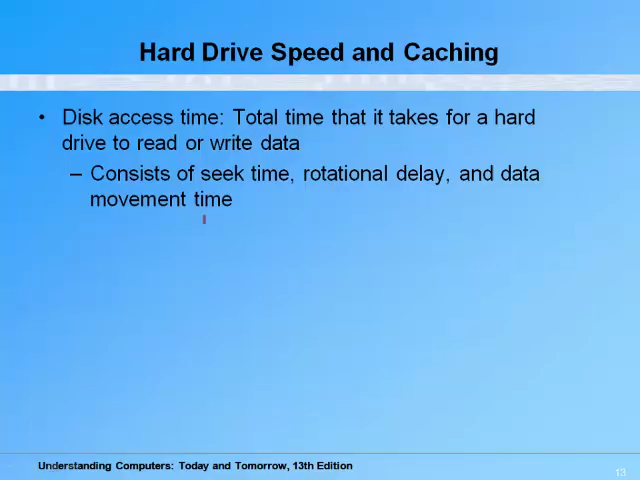 Hard Drive Speed and Caching
• Disk access time: Total time that it takes for a hard
drive to read or write data
– Consists of seek time, rotational delay, and data
movement time
Understanding Computers: Today and Tomorrow, 13th Edition
13